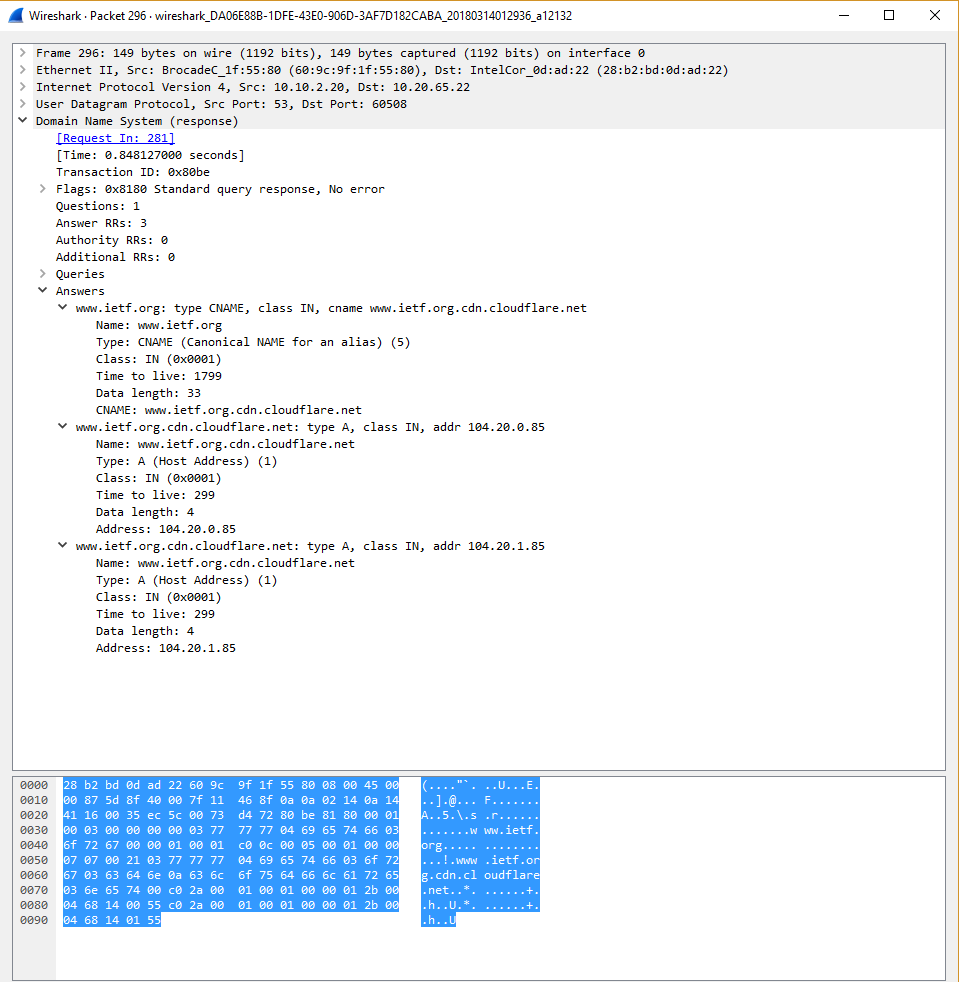 Wireshark · Packet 296 · wireshark_DA06E88B-1DFE-43E0-906D-3AF7D182CABA_20180314012936_a12132
Frame 296: 149 bytes on wire (1192 bits), 149 bytes captured (1192 bits) on interface 0
Ethernet II, Src: BrocadeC_1f:55:80 (60:9c:9f:1f:55:80), Dst: IntelCor_0d:ad:22 (28:b2:bd:0d:ad:22)
Internet Protocol Version 4, Src: 10.10.2.20, Dst: 10.20.65.22
User Datagram Protocol, Src Port: 53, Dst Port: 60508
Domain Name System (response)
[Request In: 281]
[Time: 0.848127000 seconds]
Transaction ID: 0x80be
Flags: 0x8180 Standard query response, No error
Questions: 1
Answer RRs: 3
Authority RRs: 0
Additional RRs: 0
Queries
Answers
www.ietf.org: type CNAME, class IN, cname www.ietf.org.cdn.cloudflare.net
Name: www.ietf.org
Type: CNAME (Canonical NAME for an alias) (5)
Class: IN (0x0001)
Time to live: 1799
Data length: 33
CNAME: www.ietf.org.cdn.cloudflare.net
www.ietf.org.cdn.cloudflare.net: type A, class IN, addr 104.20.0.85
Name: www.ietf.org.cdn.cloudflare.net
Type: A (Host Address) (1)
Class: IN (0x0001)
Time to live: 299
Data length: 4
Address: 104.20.0.85
www.ietf.org.cdn.cloudflare.net: type A, class IN, addr 104.20.1.85
Name: www.ietf.org.cdn.cloudflare.net
Type: A (Host Address) (1)
Class: IN (0x0001)
Time to live: 299
Data length: 4
Address: 104.20.1.85
0000 28 b2 bd 0d ad 22 60 9c 9f 1f 55 80 08 00 45 00 (...."`. ..U...E.
0010 00 87 5d 8f 40 00 7f 11 46 8f 0a 0a 02 14 0a 14 ..].@... F.......
0020 41 16 00 35 ec 5c 00 73 d4 72 80 be 81 80 00 01 A..5.\.s .r......
0030 00 03 00 00 00 00 03 77 77 77 04 69 65 74 66 03 .......w ww.ietf.
0040 6f 72 67 00 00 01 00 01 c0 0c 00 05 00 01 00 00 org..... ........
0050 07 07 00 21 03 77 77 77 04 69 65 74 66 03 6f 72 ...!.www .ietf.or
0060 67 03 63 64 6e 0a 63 6c 6f 75 64 66 6c 61 72 65 g.cdn.cl oudflare
0070 03 6e 65 74 00 c0 2a 00 01 00 01 00 00 01 2b 00 .net..*. ......+.
0080 04 68 14 00 55 c0 2a 00 01 00 01 00 00 01 2b 00 .h..U.*. ......+.
0090 04 68 14 01 55 .h..U